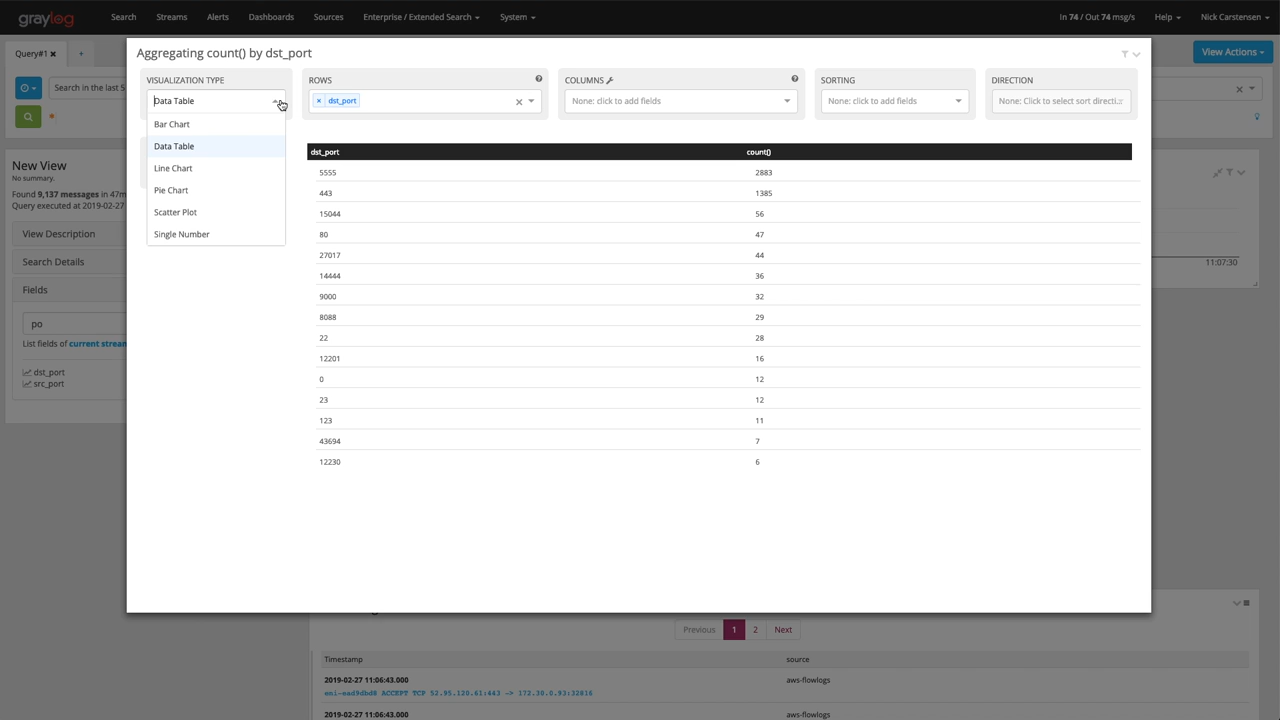 graylog
Search Streams Alerts Dashboards Sources Enterprise / Extended Search System
In 74 / Out 74 msg/s Help Nick Carstensen
Query#1
+
View Actions
Aggregating count() by dst_port
VISUALIZATION TYPE
ROWS
COLUMNS
SORTING
DIRECTION
Search in the last 5
Data Table
× dst_port
None: click to add fields
None: click to add fields
None: Click to select sort directi...
Bar Chart
Data Table
Line Chart
Pie Chart
Scatter Plot
Single Number
dst_port count()
5555 2883
443 1385
15044 56
80 47
27017 44
14444 36
9000 32
8088 29
22 28
12201 16
0 12
23 12
123 11
43694 7
12230 6
New View
No summary.
Found 9,137 messages in 47m
Query executed at 2019-02-27
View Description
Search Details
Fields
po
List fields of current stream
dst_port
src_port
11:07:30
Previous 1 2 Next
Timestamp source
2019-02-27 11:06:43.000 aws-flowlogs
eni-ead9dbd8 ACCEPT TCP 52.95.120.61:443 -> 172.30.0.93:32816
2019-02-27 11:06:43.000 aws-flowlogs